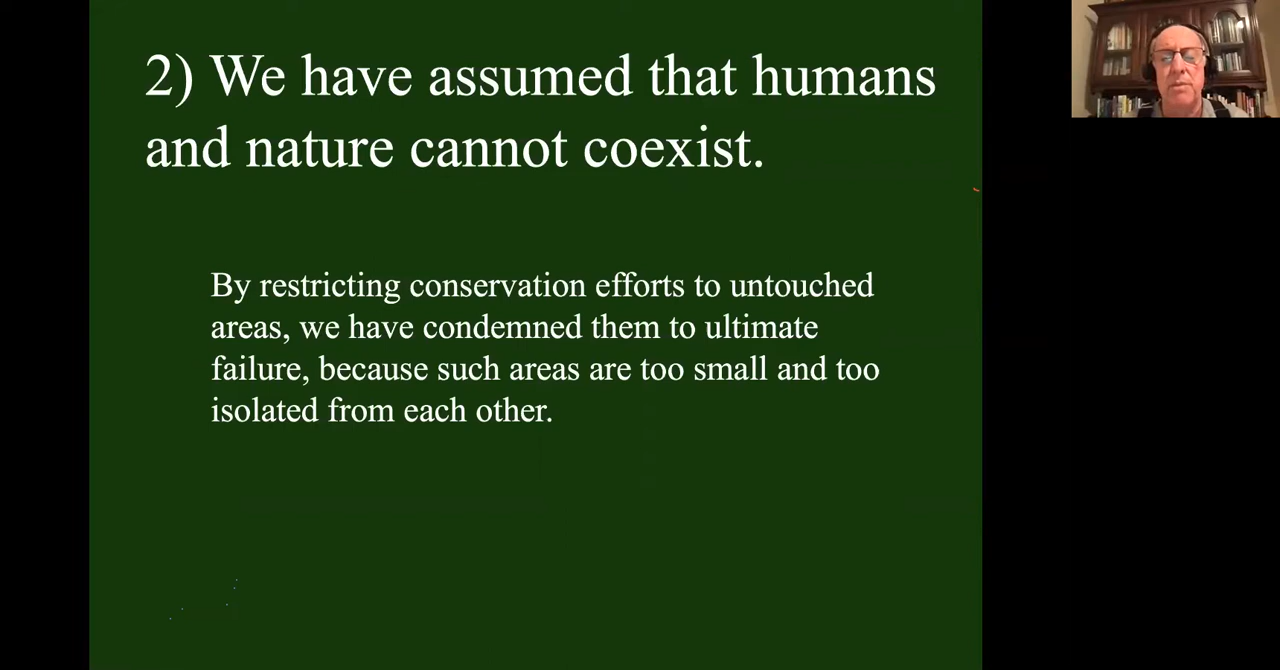 2) We have assumed that humans
and nature cannot coexist.
By restricting conservation efforts to untouched
areas, we have condemned them to ultimate
failure, because such areas are too small and too
isolated from each other.